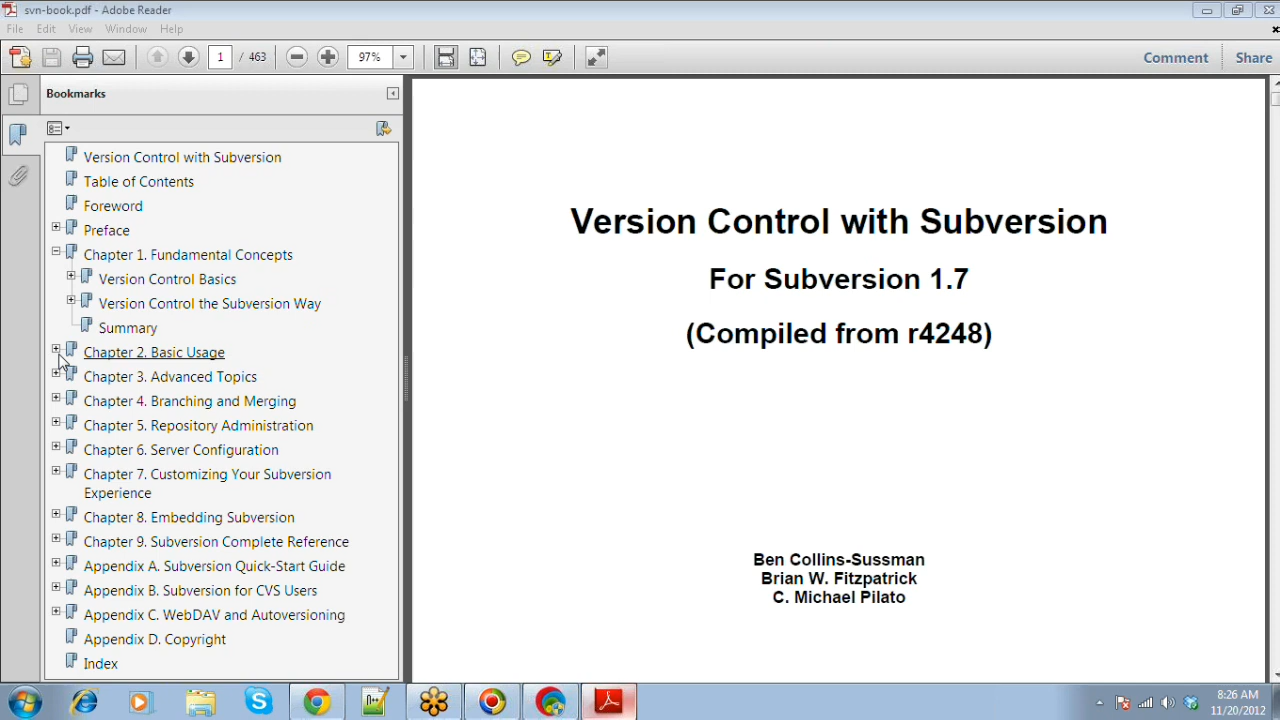 svn-book.pdf - Adobe Reader
File Edit View Window Help
1 / 463 97% Comment Share
Bookmarks
Version Control with Subversion
Table of Contents
Foreword
Preface
Chapter 1. Fundamental Concepts
Version Control Basics
Version Control the Subversion Way
Summary
Chapter 2. Basic Usage
Chapter 3. Advanced Topics
Chapter 4. Branching and Merging
Chapter 5. Repository Administration
Chapter 6. Server Configuration
Chapter 7. Customizing Your Subversion
Experience
Chapter 8. Embedding Subversion
Chapter 9. Subversion Complete Reference
Appendix A. Subversion Quick-Start Guide
Appendix B. Subversion for CVS Users
Appendix C. WebDAV and Autoversioning
Appendix D. Copyright
Index
Version Control with Subversion
For Subversion 1.7
(Compiled from r4248)
Ben Collins-Sussman
Brian W. Fitzpatrick
C. Michael Pilato
8:26 AM
11/20/2012